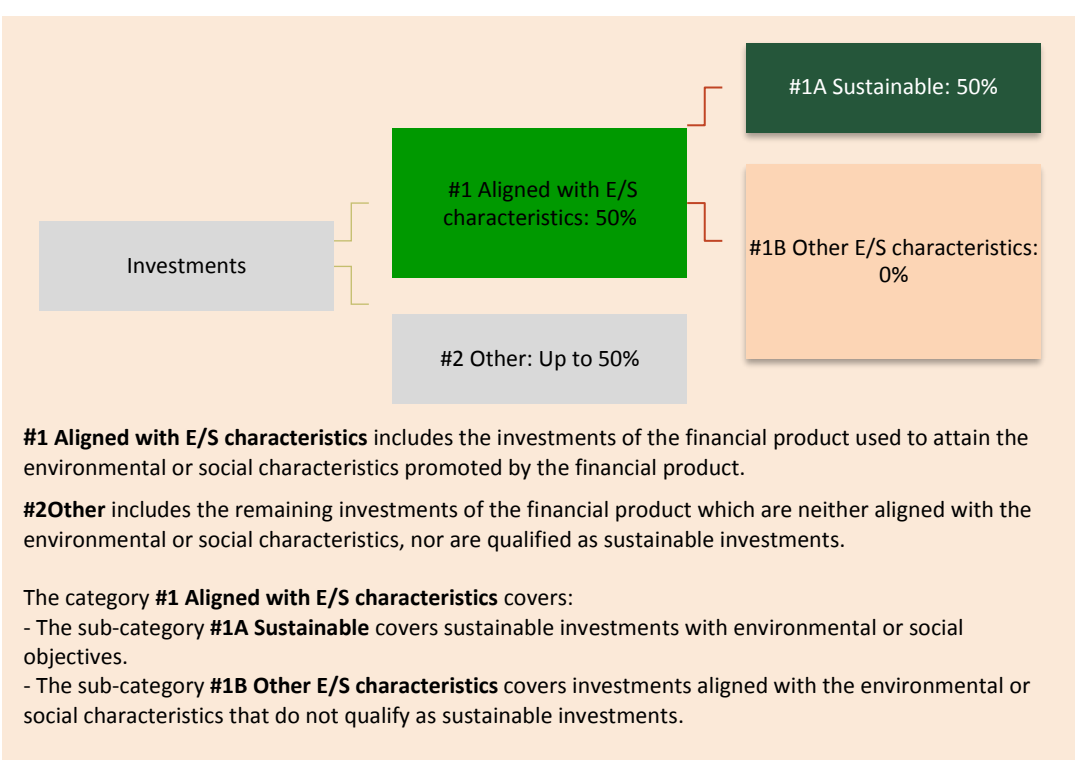 #1A Sustainable: 50%
#1 Aligned with E/S
characteristics: 50%
#1B Other E/S characteristics:
0%
Investments
#2 Other: Up to 50%
#1 Aligned with E/S characteristics includes the investments of the financial product used to attain the
environmental or social characteristics promoted by the financial product.
#2Other includes the remaining investments of the financial product which are neither aligned with the
environmental or social characteristics, nor are qualified as sustainable investments.
The category #1 Aligned with E/S characteristics covers:
- The sub-category #1A Sustainable covers sustainable investments with environmental or social
objectives.
- The sub-category #1B Other E/S characteristics covers investments aligned with the environmental or
social characteristics that do not qualify as sustainable investments.